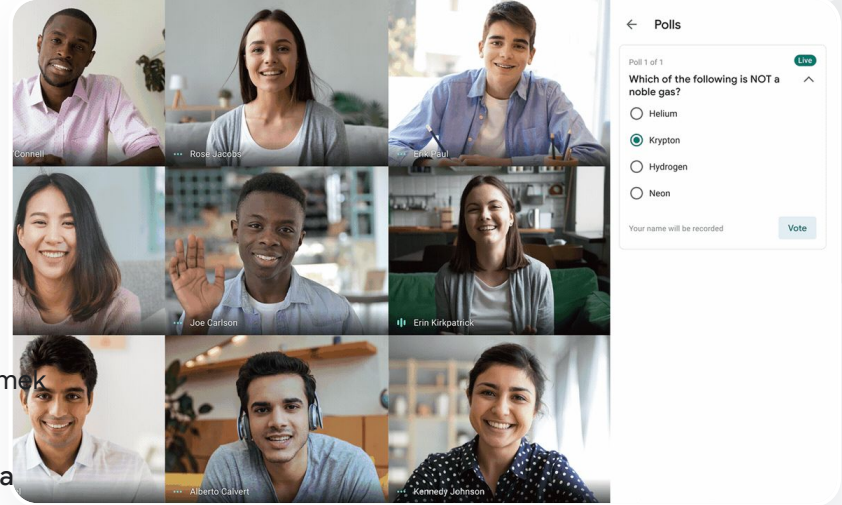 Connell
Rose Jacobs
Erik Paul
Joe Carlson
Erin Kirkpatrick
mek
a
Alberto Calvert
Kennedy Johnson
Polls
Poll 1 of 1
Live
Which of the following is NOT a
noble gas?
Helium
Krypton
Hydrogen
Neon
Your name will be recorded
Vote